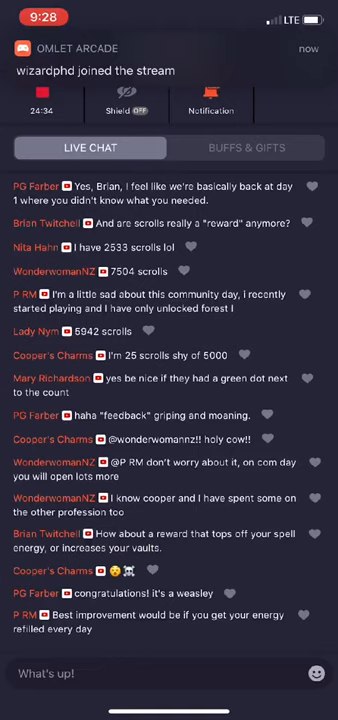 9:28
LTE
OMLET ARCADE
now
wizardphd joined the stream
24:34
Shield OFF
Notification
LIVE CHAT
BUFFS & GIFTS
PG Farber Yes, Brian, I feel like we're basically back at day
1 where you didn't know what you needed.
Brian Twitchell And are scrolls really a "reward" anymore?
Nita Hahn I have 2533 scrolls lol
WonderwomanNZ 7504 scrolls
P RM I'm a little sad about this community day, i recently
started playing and I have only unlocked forest I
Lady Nym 5942 scrolls
Cooper's Charms I'm 25 scrolls shy of 5000
Mary Richardson yes be nice if they had a green dot next
to the count
PG Farber haha "feedback" griping and moaning.
Cooper's Charms @wonderwomannz!! holy cow!!
WonderwomanNZ @P RM don't worry about it, on com day
you will open lots more
WonderwomanNZ I know cooper and I have spent some on
the other profession too
Brian Twitchell How about a reward that tops off your spell
energy, or increases your vaults.
Cooper's Charms 😮☠️
PG Farber congratulations! it's a weasley
P RM Best improvement would be if you get your energy
refilled every day
What's up!